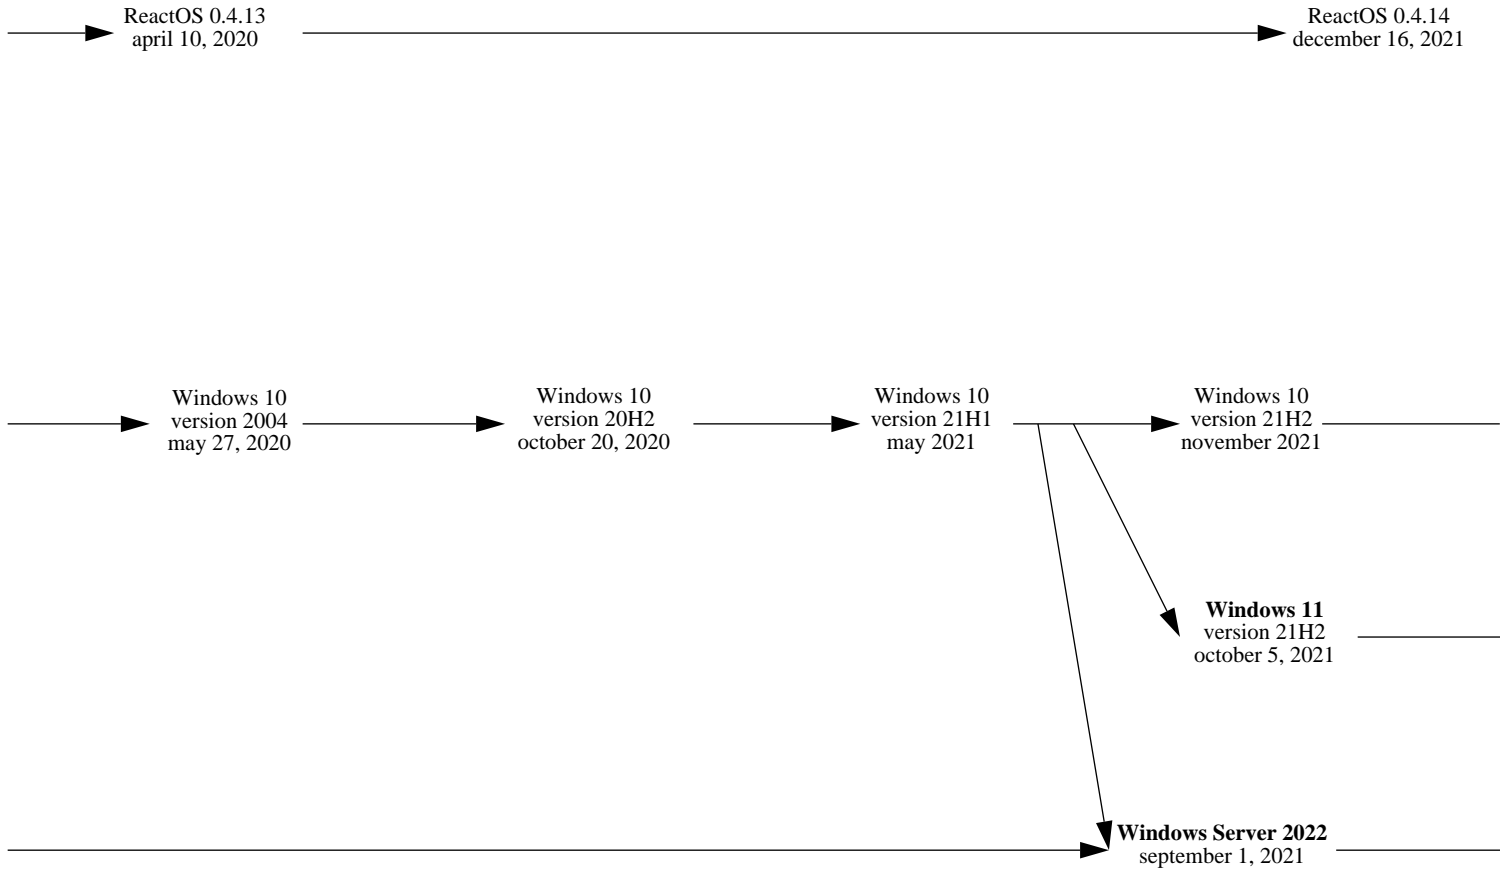 ReactOS 0.4.13
april 10, 2020
ReactOS 0.4.14
december 16, 2021
Windows 10
version 2004
may 27, 2020
Windows 10
version 20H2
october 20, 2020
Windows 10
version 21H1
may 2021
Windows 10
version 21H2
november 2021
Windows 11
version 21H2
october 5, 2021
Windows Server 2022
september 1, 2021